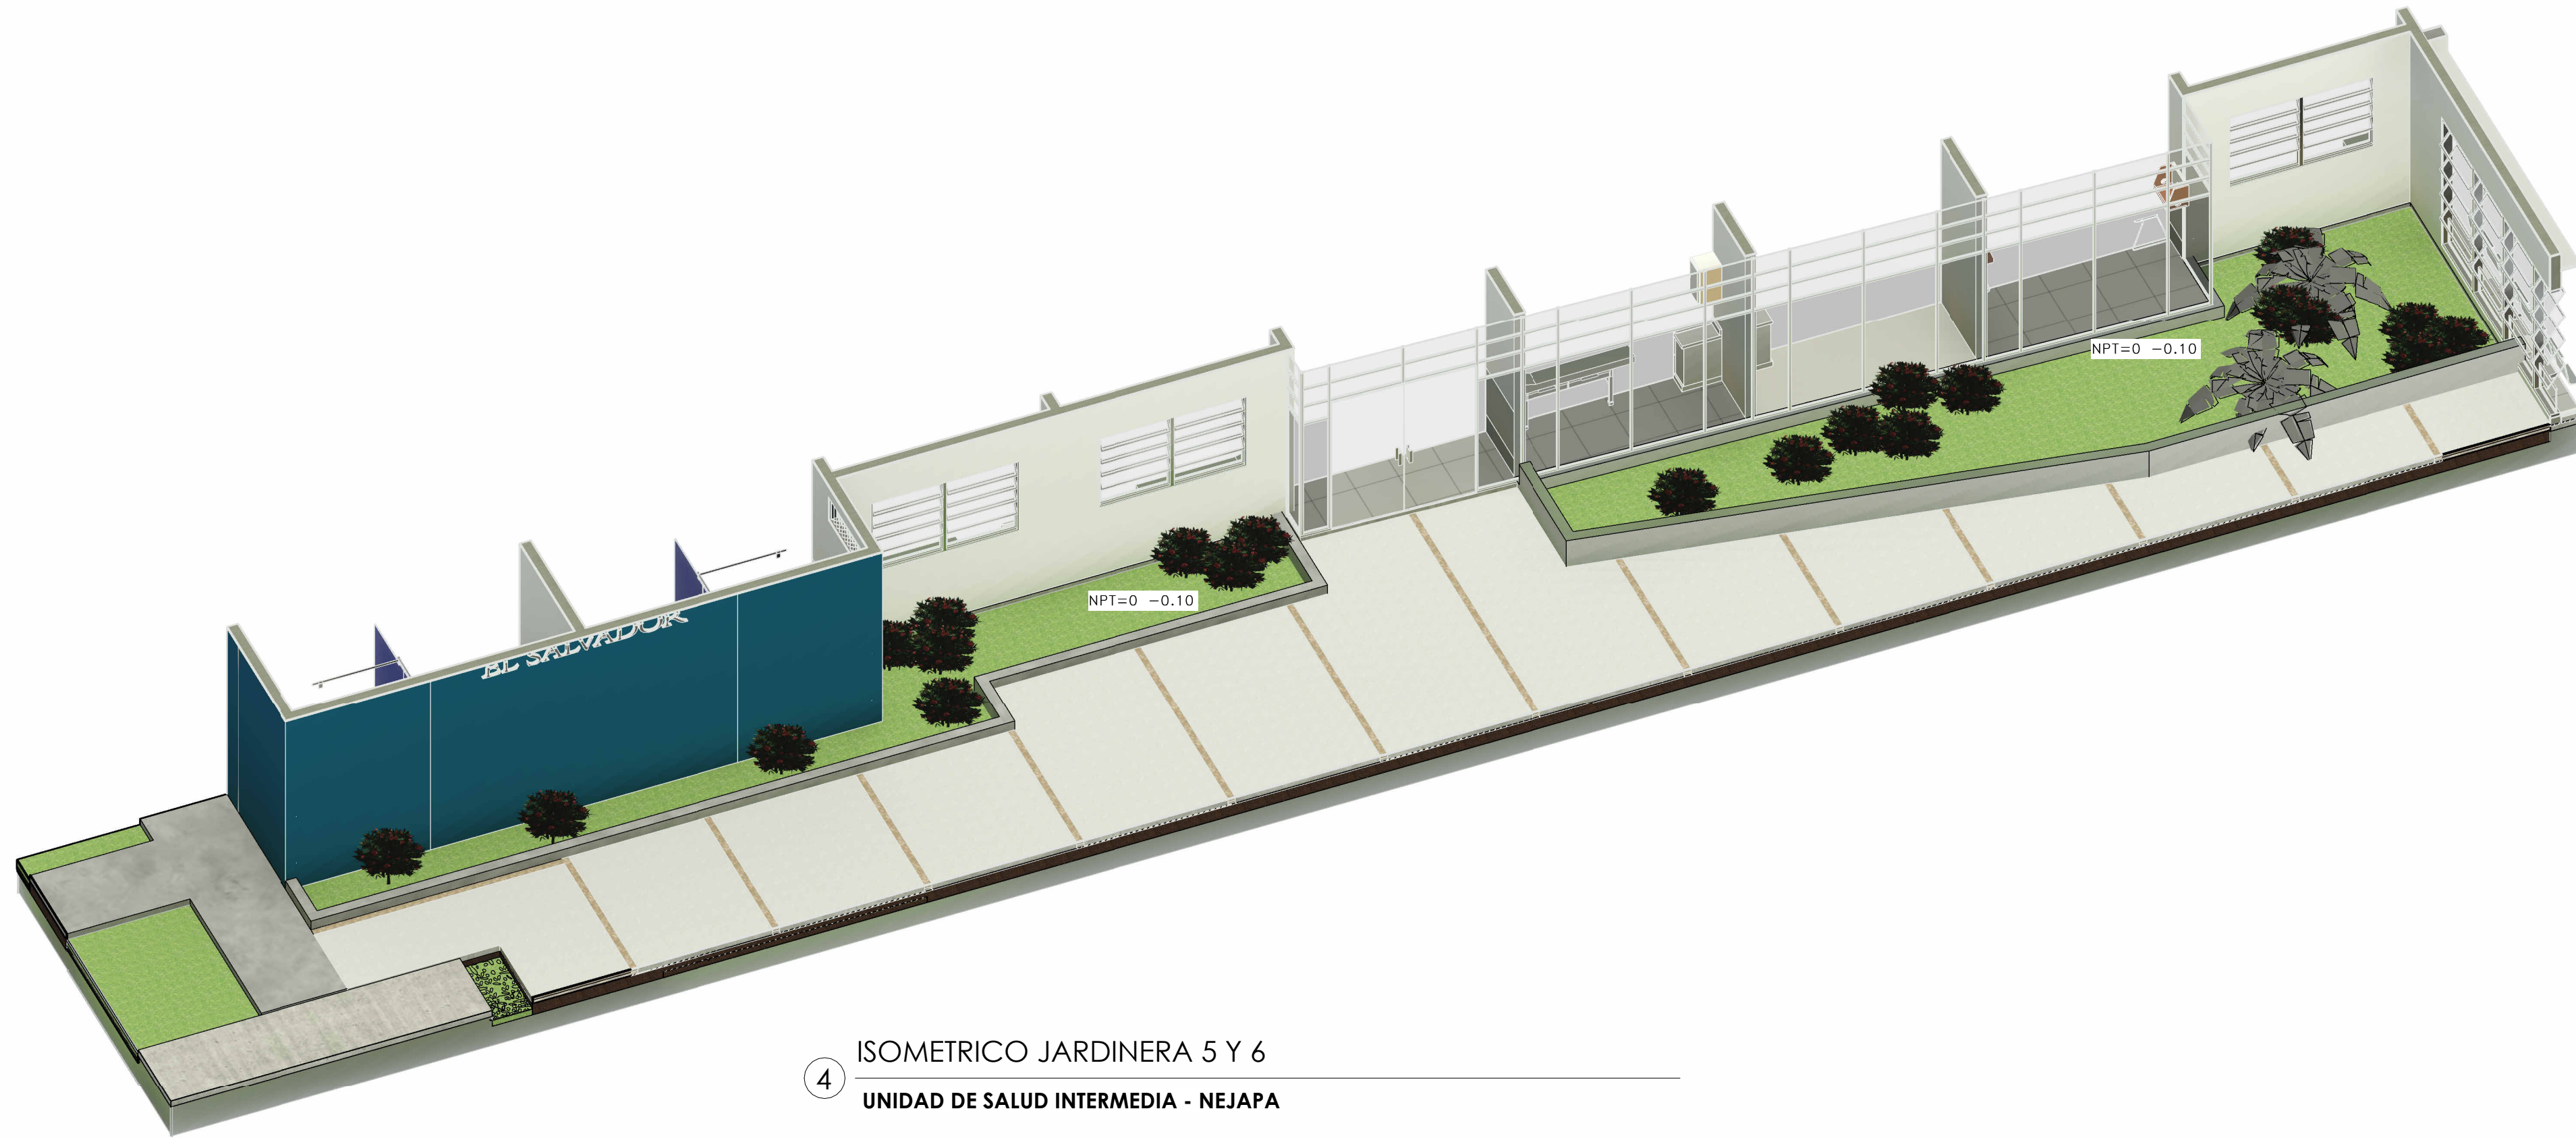 NPT=0 -0.10
NPT=0 -0.10
EL SALVADOR
4
ISOMETRICO JARDINERA 5 Y 6
UNIDAD DE SALUD INTERMEDIA - NEJAPA